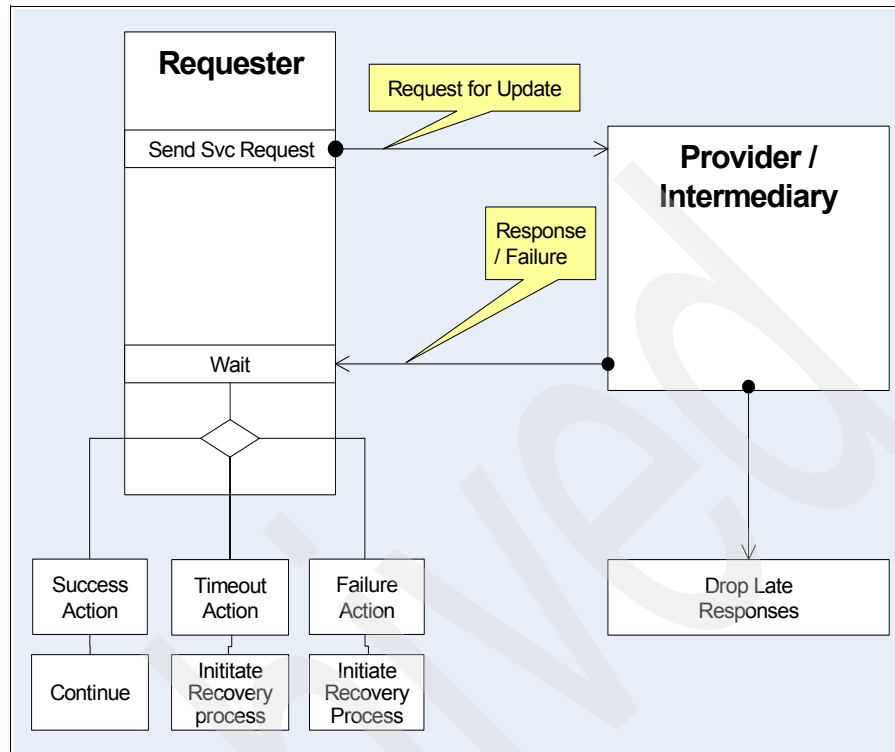 Requester
Request for Update
Send Svc Request
Provider /
Intermediary
Response
/ Failure
Wait
Success
Action
Timeout
Action
Failure
Action
Drop Late
Responses
Continue
Inititate
Recovery
process
Initiate
Recovery
Process